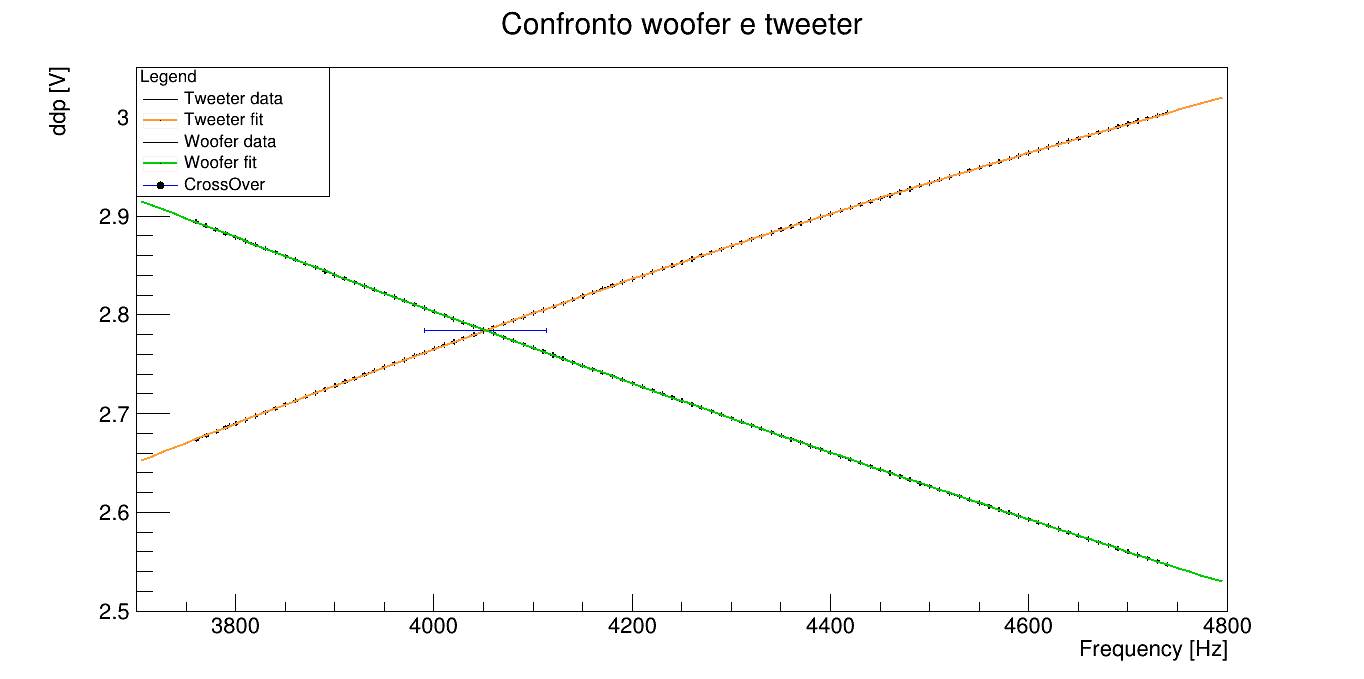 Confronto woofer e tweeter
ddp [V]
Legend
Tweeter data
Tweeter fit
Woofer data
Woofer fit
CrossOver
3
2.9
2.8
2.7
2.6
2.5
3800 4000 4200 4400 4600 4800
Frequency [Hz]